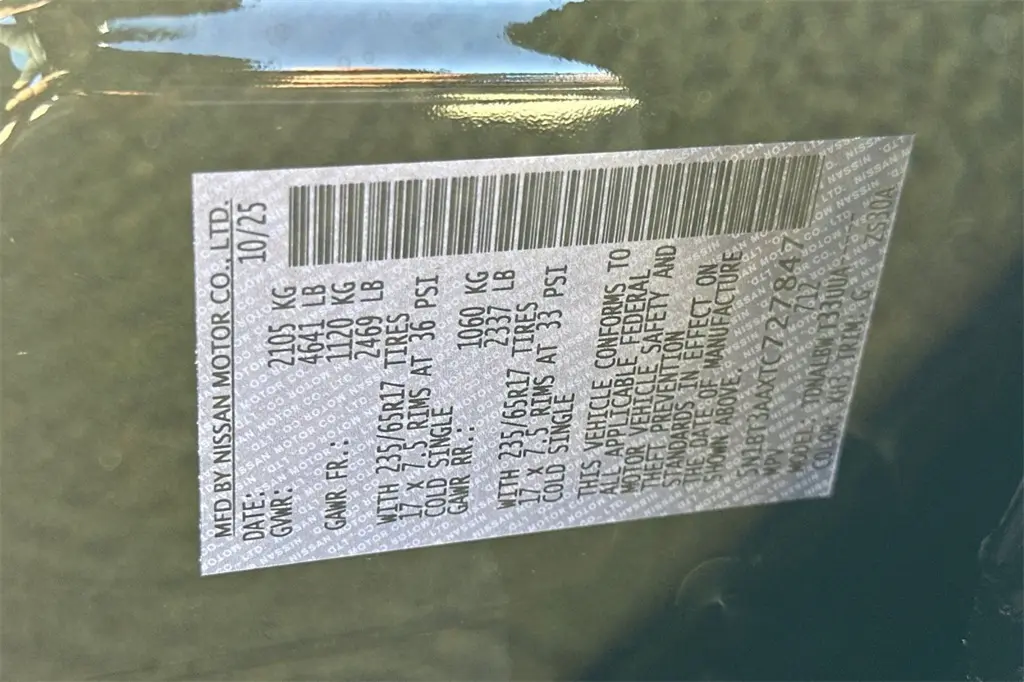 MFD BY NISSAN MOTOR CO., LTD.
DATE: 10/25
GVWR: 2105 KG
4641 LB
GAWR FR.: 1120 KG
2469 LB
WITH 235/65R17 TIRES
17 X 7.5 RIMS AT 36 PSI
COLD SINGLE
GAWR RR.: 1060 KG
2337 LB
WITH 235/65R17 TIRES
17 X 7.5 RIMS AT 33 PSI
COLD SINGLE
THIS VEHICLE CONFORMS TO
ALL APPLICABLE FEDERAL
MOTOR VEHICLE SAFETY AND
THEFT PREVENTION
STANDARDS IN EFFECT ON
THE DATE OF MANUFACTURE
SHOWN ABOVE.
5N1BT3AAXTC727847
MPV 712
MODEL:
COLOR: KH3 TRIM: G ZS30A